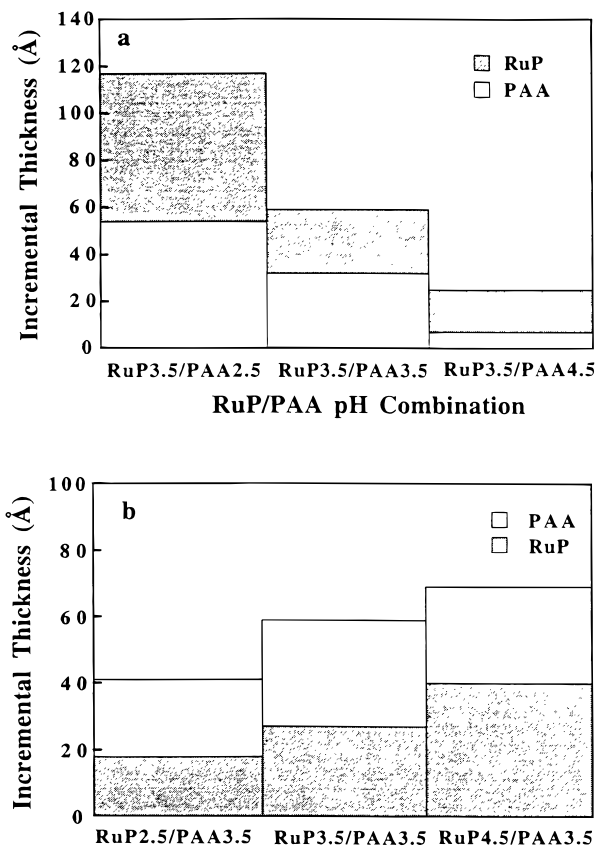 a
Incremental Thickness (Å)
140
120
100
80
60
40
20
0
RuP
PAA
RuP3.5/PAA2.5 RuP3.5/PAA3.5 RuP3.5/PAA4.5
RuP/PAA pH Combination
b
Incremental Thickness (Å)
100
80
60
40
20
0
PAA
RuP
RuP2.5/PAA3.5 RuP3.5/PAA3.5 RuP4.5/PAA3.5